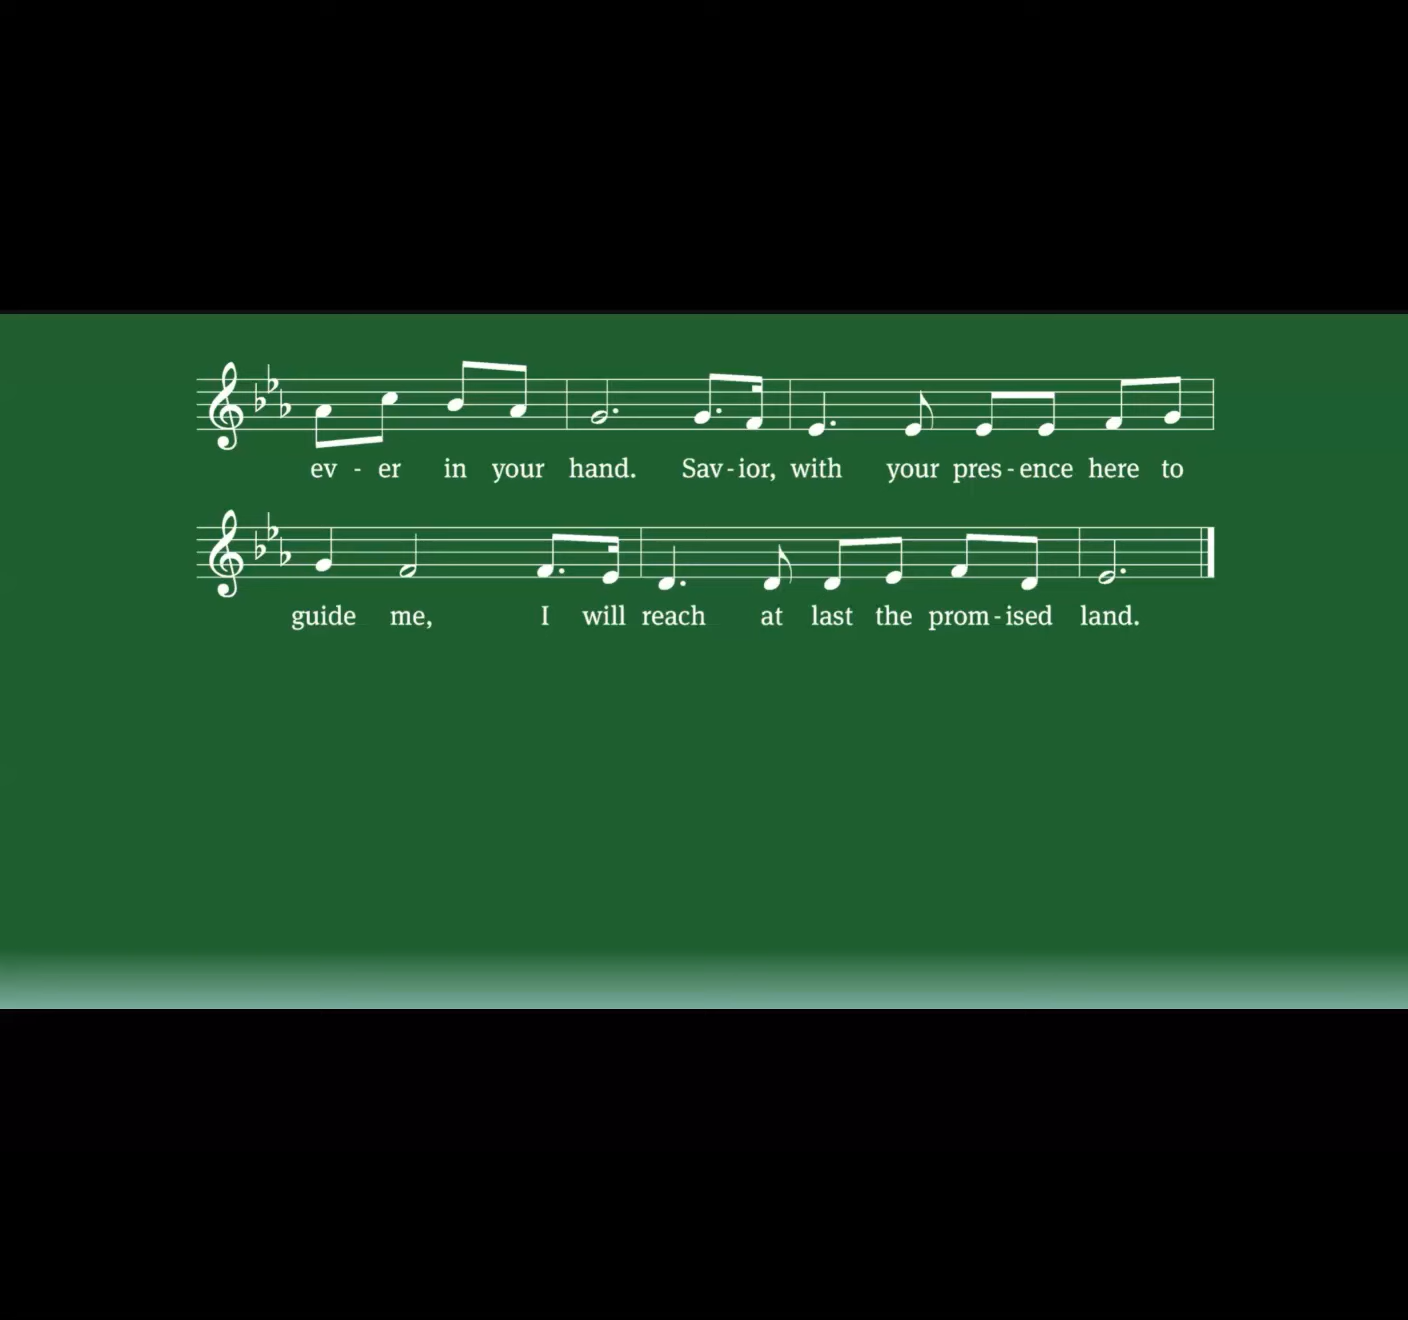 ev - er in your hand. Sav - ior, with your pres - ence here to
guide me, I will reach at last the prom - ised land.